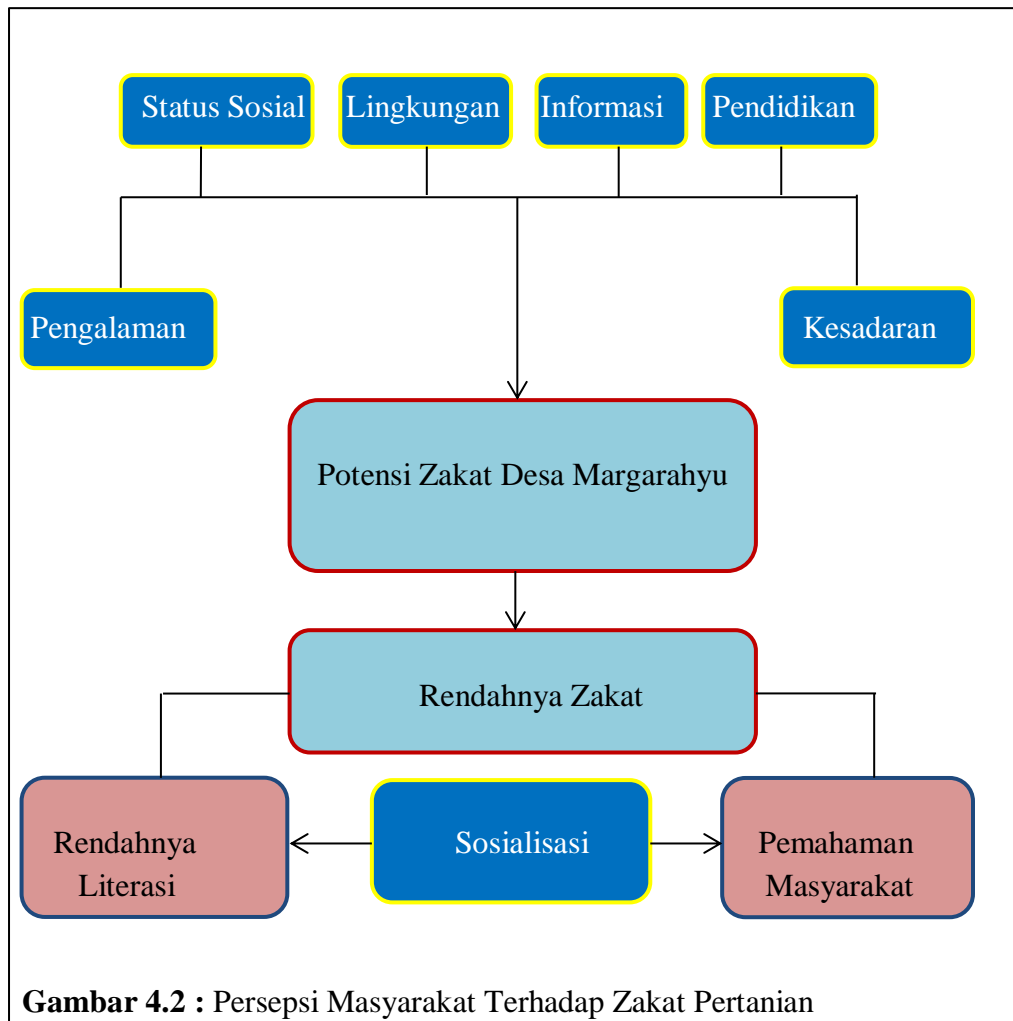 Status Sosial
Lingkungan
Informasi
Pendidikan
Pengalaman
Kesadaran
Potensi Zakat Desa Margarahyu
Rendahnya Zakat
Rendahnya
Literasi
Sosialisasi
Pemahaman
Masyarakat
Gambar 4.2 : Persepsi Masyarakat Terhadap Zakat Pertanian